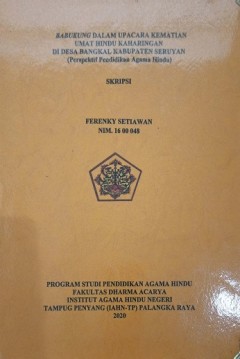 BABUKUNG DALAM UPACARA KEMATIAN
UMAT HINDU KAHARINGAN
DI DESA BANGKAL KABUPATEN SERUYAN
(Perspektif Pendidikan Agama Hindu)
SKRIPSI
FERENKY SETIAWAN
NIM. 16 00 048
PROGRAM STUDI PENDIDIKAN AGAMA HINDU
FAKULTAS DHARMA ACARYA
INSTITUT AGAMA HINDU NEGERI
TAMPUG PENYANG (IAHN-TP) PALANGKA RAYA
2020